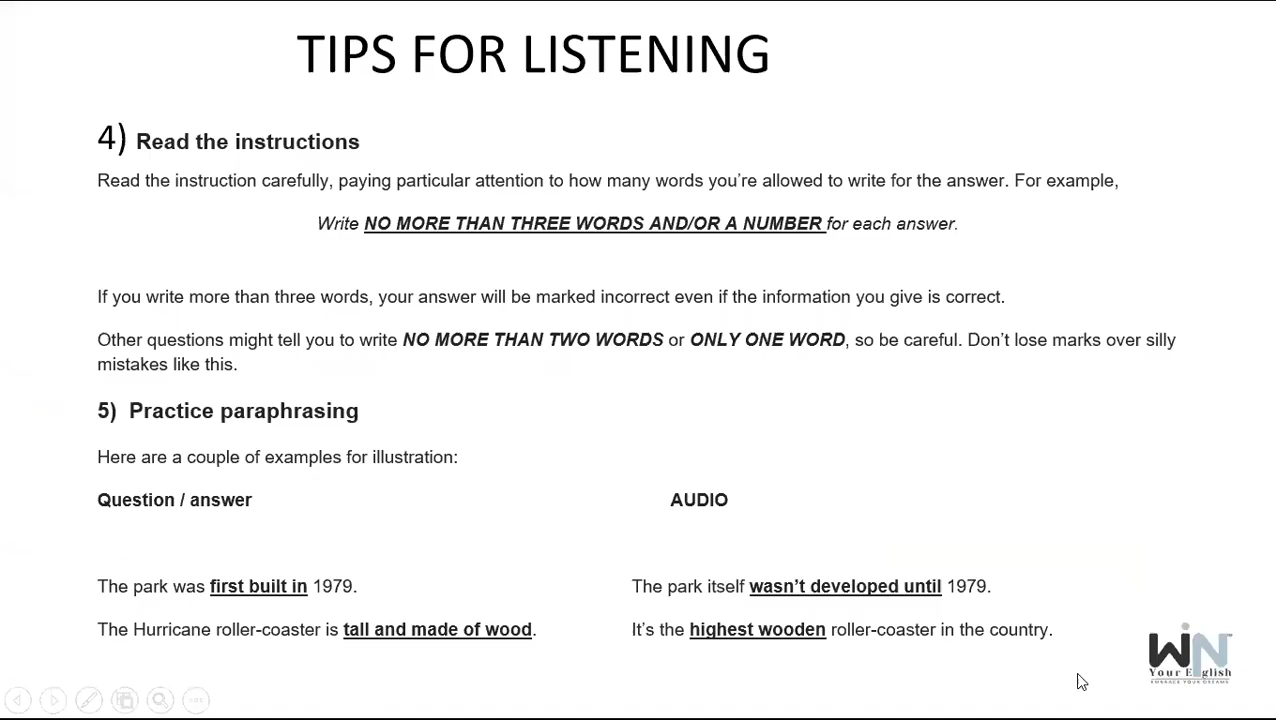 TIPS FOR LISTENING
4) Read the instructions
Read the instruction carefully, paying particular attention to how many words you’re allowed to write for the answer. For example,
Write NO MORE THAN THREE WORDS AND/OR A NUMBER for each answer.
If you write more than three words, your answer will be marked incorrect even if the information you give is correct.
Other questions might tell you to write NO MORE THAN TWO WORDS or ONLY ONE WORD, so be careful. Don’t lose marks over silly
mistakes like this.
5) Practice paraphrasing
Here are a couple of examples for illustration:
Question / answer
AUDIO
The park was first built in 1979.
The park itself wasn’t developed until 1979.
The Hurricane roller-coaster is tall and made of wood.
It’s the highest wooden roller-coaster in the country.
WiN™
Your English
EMBRACE YOUR DREAMS